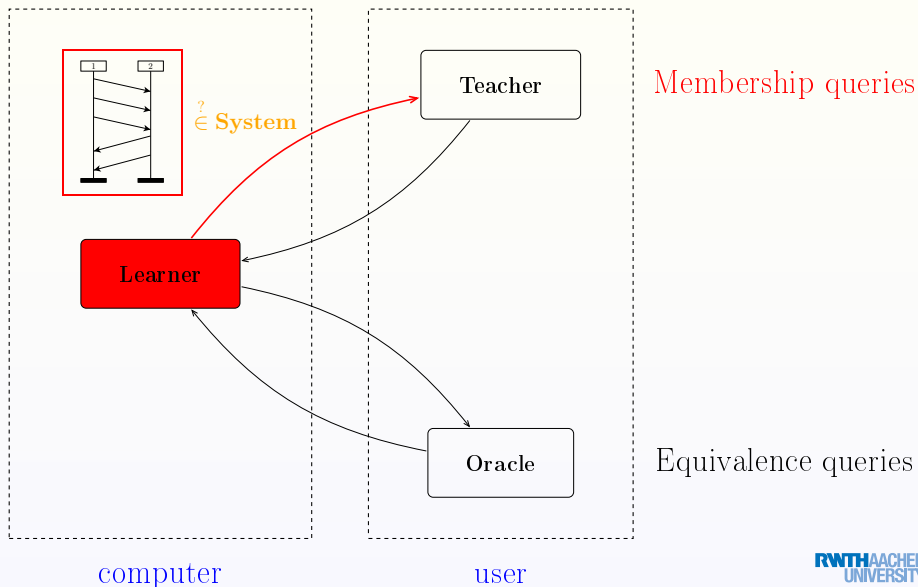 1 2
? ∈ System
Teacher
Membership queries
Learner
Oracle
Equivalence queries
computer
user
RWTHAACHEN
UNIVERSITY